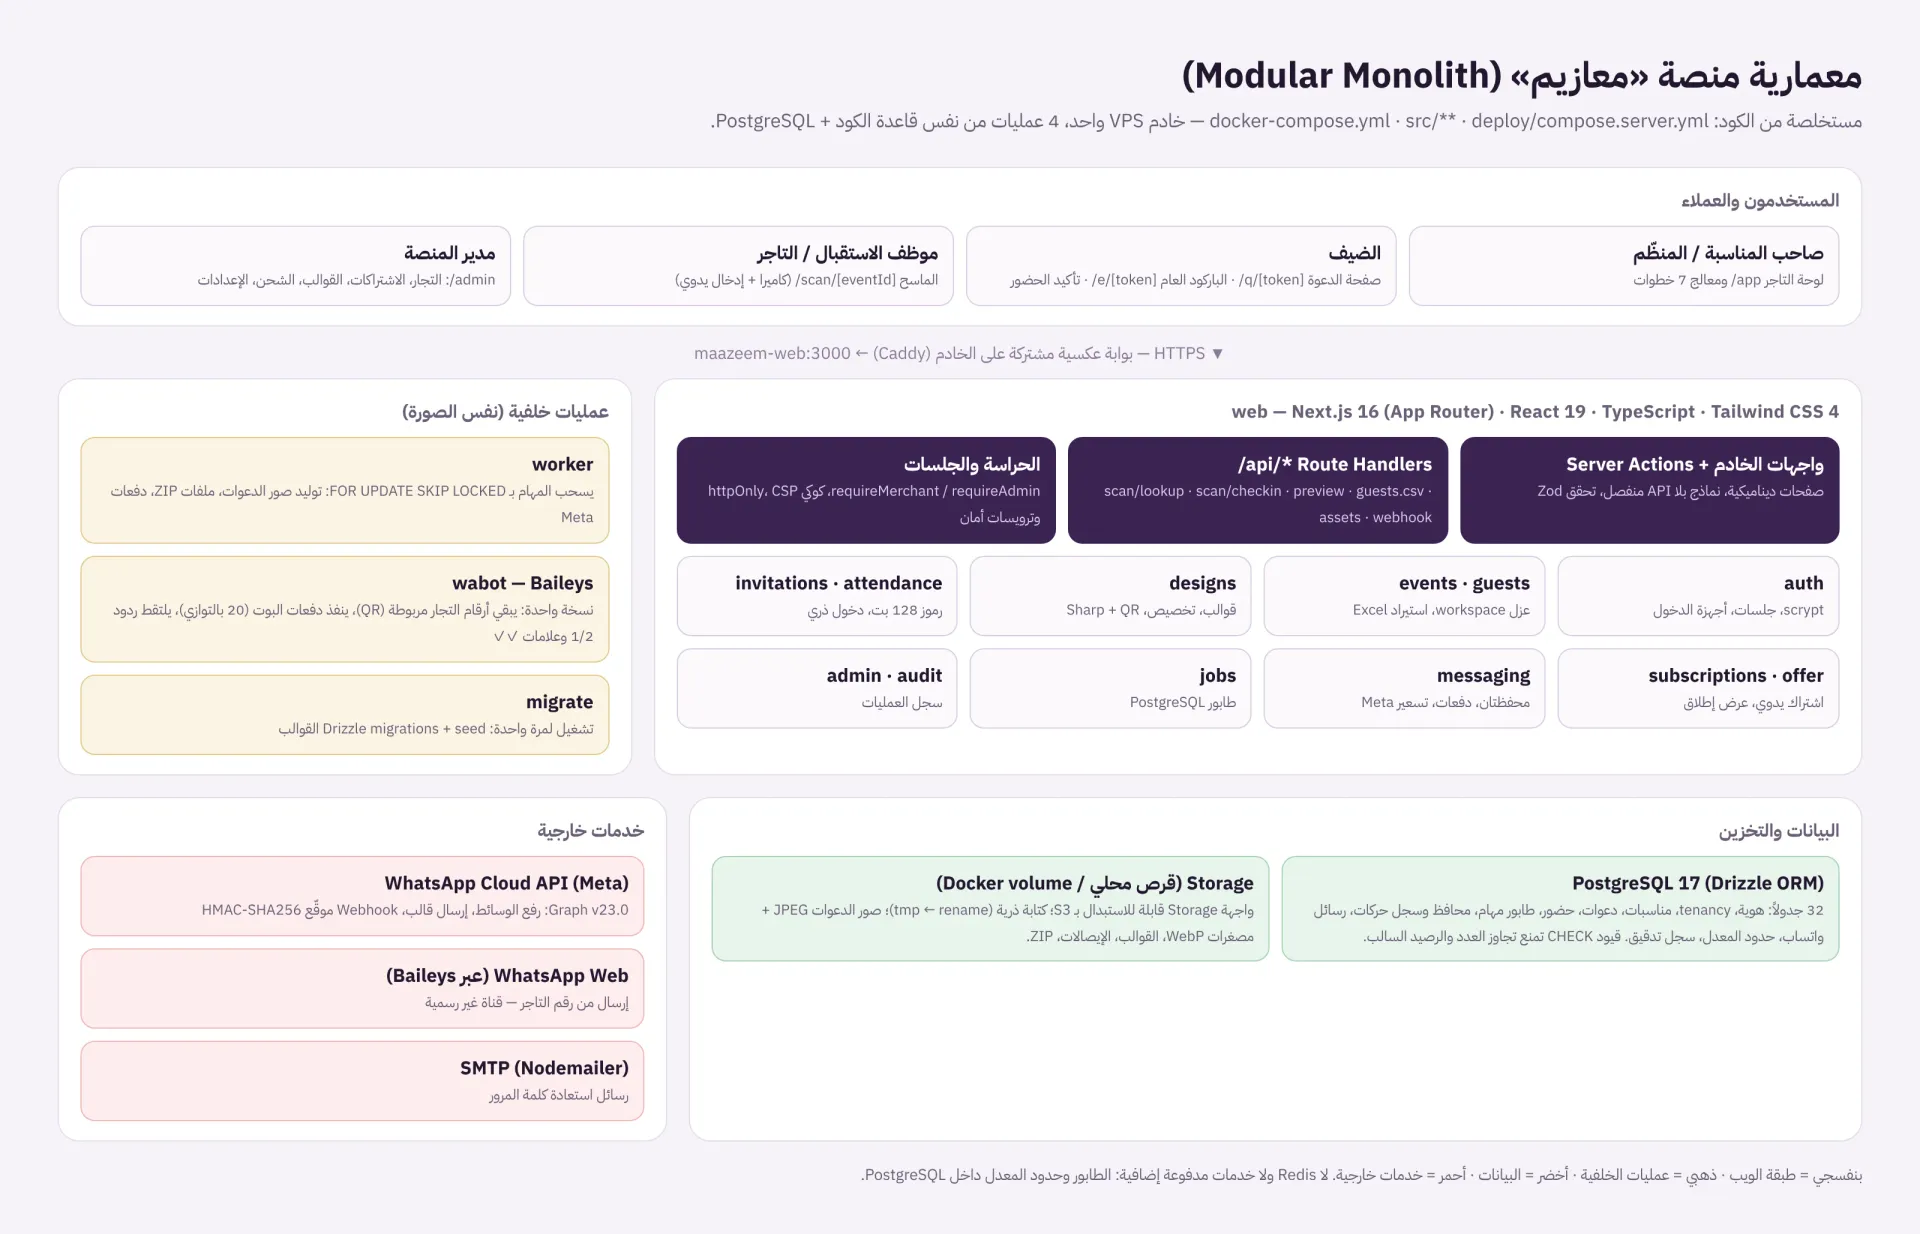 معمارية منصة «معازيم» (Modular Monolith)
مستخلصة من الكود: docker-compose.yml · src/** · deploy/compose.server.yml — خادم VPS واحد، 4 عمليات من نفس قاعدة الكود + PostgreSQL.
المستخدمون والعملاء
صاحب المناسبة / المنظّم
لوحة التاجر /app ومعالج 7 خطوات
الضيف
صفحة الدعوة /q/[token] · الباركود العام /e/[token] · تأكيد الحضور
موظف الاستقبال / التاجر
الماسح /scan/[eventId] (كاميرا + إدخال يدوي)
مدير المنصة
/admin: التجار، الاشتراكات، القوالب، الشحن، الإعدادات
▼ HTTPS — بوابة عكسية مشتركة على الخادم (Caddy) ← maazeem-web:3000
web — Next.js 16 (App Router) · React 19 · TypeScript · Tailwind CSS 4
واجهات الخادم + Server Actions
صفحات ديناميكية، نماذج بلا API منفصل، تحقق Zod
/api/* Route Handlers
scan/lookup · scan/checkin · preview · guests.csv ·
assets · webhook
الحراسة والجلسات
requireMerchant / requireAdmin، كوكي httpOnly، CSP
وترويسات أمان
auth
scrypt، جلسات، أجهزة الدخول
events · guests
عزل workspace، استيراد Excel
designs
قوالب، تخصيص، Sharp + QR
invitations · attendance
رموز 128 بت، دخول ذري
subscriptions · offer
اشتراك يدوي، عرض إطلاق
messaging
محفظتان، دفعات، تسعير Meta
jobs
طابور PostgreSQL
admin · audit
سجل العمليات
عمليات خلفية (نفس الصورة)
worker
يسحب المهام بـ FOR UPDATE SKIP LOCKED: توليد صور الدعوات، ملفات ZIP، دفعات
Meta
wabot — Baileys
نسخة واحدة: يبقي أرقام التجار مربوطة (QR)، ينفذ دفعات البوت (20 بالتوازي)، يلتقط ردود
1/2 وعلامات ✓✓
migrate
تشغيل لمرة واحدة: Drizzle migrations + seed القوالب
البيانات والتخزين
PostgreSQL 17 (Drizzle ORM)
32 جدولاً: هوية، tenancy، مناسبات، دعوات، حضور، طابور مهام، محافظ وسجل حركات، رسائل
واتساب، حدود المعدل، سجل تدقيق. قيود CHECK تمنع تجاوز العدد والرصيد السالب.
Storage (قرص محلي / Docker volume)
واجهة Storage قابلة للاستبدال بـ S3؛ كتابة ذرية (tmp ← rename)؛ صور الدعوات JPEG +
مصغرات WebP، القوالب، الإيصالات، ZIP.
خدمات خارجية
WhatsApp Cloud API (Meta)
Graph v23.0: رفع الوسائط، إرسال قالب، Webhook موقّع HMAC-SHA256
WhatsApp Web (عبر Baileys)
إرسال من رقم التاجر — قناة غير رسمية
SMTP (Nodemailer)
رسائل استعادة كلمة المرور
بنفسجي = طبقة الويب · ذهبي = عمليات الخلفية · أخضر = البيانات · أحمر = خدمات خارجية. لا Redis ولا خدمات مدفوعة إضافية: الطابور وحدود المعدل داخل PostgreSQL.